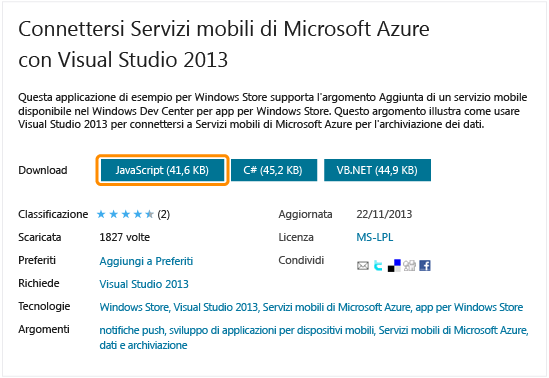 Connettersi Servizi mobili di Microsoft Azure
con Visual Studio 2013
Questa applicazione di esempio per Windows Store supporta l'argomento Aggiunta di un servizio mobile
disponibile nel Windows Dev Center per app per Windows Store. Questo argomento illustra come usare
Visual Studio 2013 per connettersi a Servizi mobili di Microsoft Azure per l'archiviazione dei dati.
Download JavaScript (41,6 KB) C# (45,2 KB) VB.NET (44,9 KB)
Classificazione (2) Aggiornata 22/11/2013
Scaricata 1827 volte Licenza MS-LPL
Preferiti Aggiungi a Preferiti Condividi
Richiede Visual Studio 2013
Tecnologie Windows Store, Visual Studio 2013, Servizi mobili di Microsoft Azure, app per Windows Store
Argomenti notifiche push, sviluppo di applicazioni per dispositivi mobili, Servizi mobili di Microsoft Azure,
dati e archiviazione